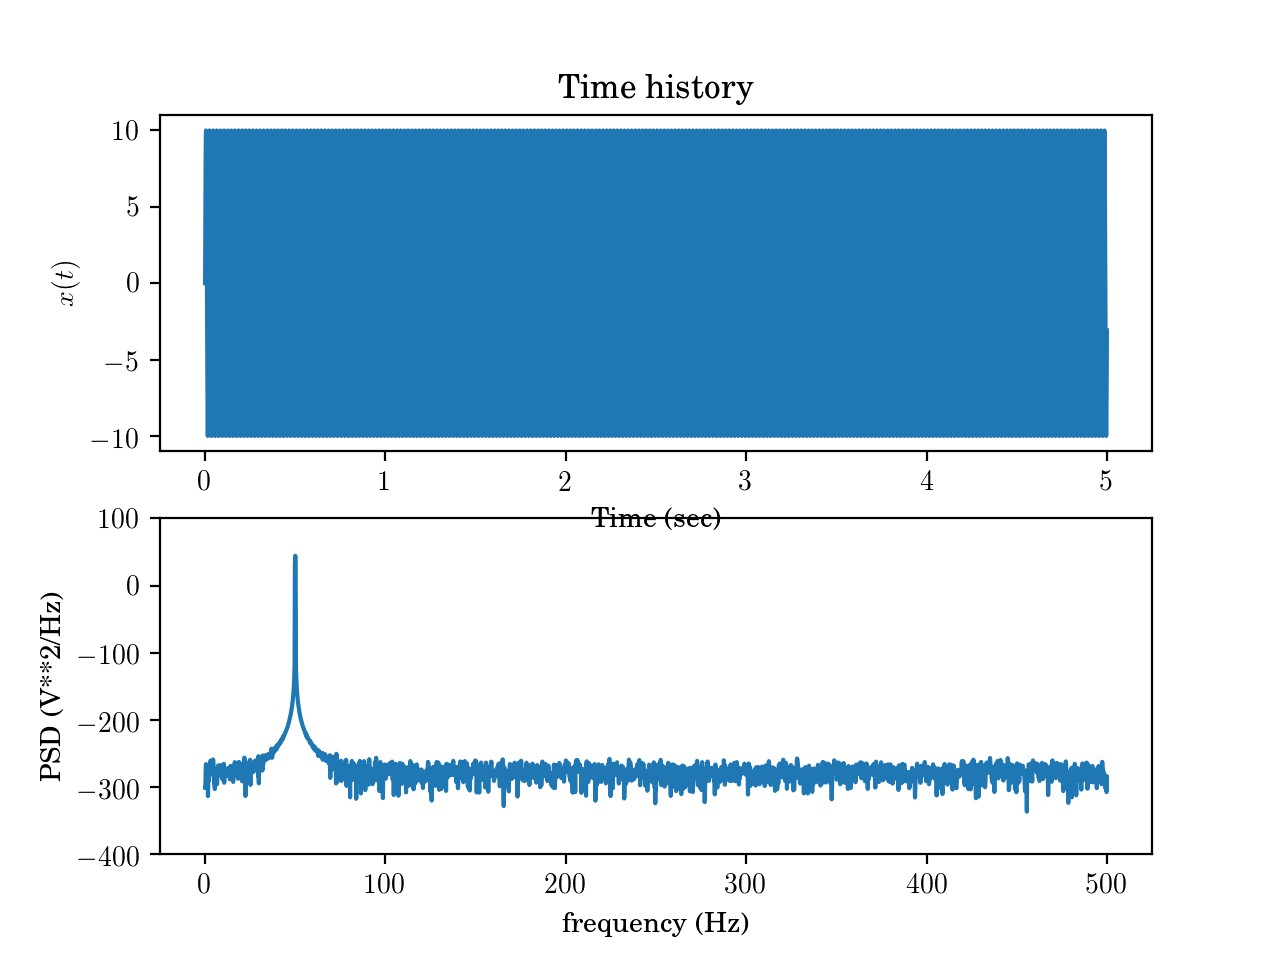 Time history
10
5
0
−5
−10
x(t)
0 1 2 3 4 5
Time (sec)
100
0
−100
−200
−300
−400
PSD (V**2/Hz)
0 100 200 300 400 500
frequency (Hz)